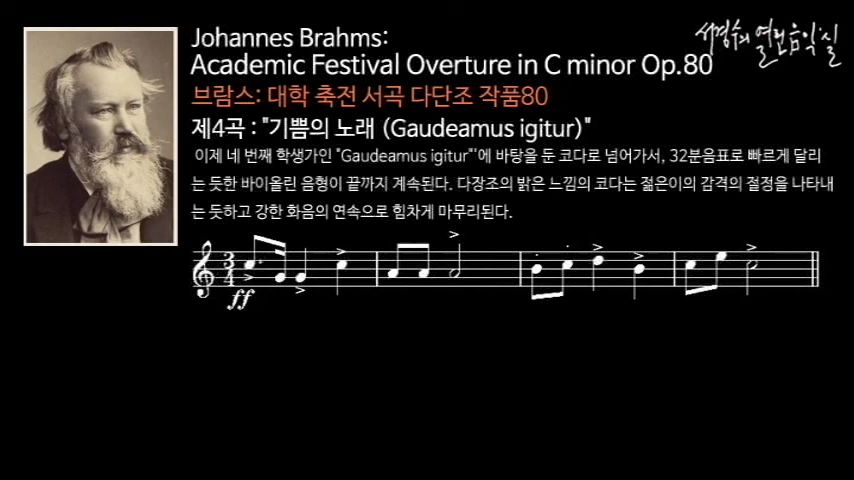 Johannes Brahms:
서경수의 열린음악실
Academic Festival Overture in C minor Op.80
브람스: 대학 축전 서곡 다단조 작품80
제4곡 : "기쁨의 노래 (Gaudeamus igitur)"
이제 네 번째 학생가인 "Gaudeamus igitur"'에 바탕을 둔 코다로 넘어가서, 32분음표로 빠르게 달리
는 듯한 바이올린 음형이 끝까지 계속된다. 다장조의 밝은 느낌의 코다는 젊은이의 감격의 절정을 나타내
는 듯하고 강한 화음의 연속으로 힘차게 마무리된다.
3
4
ff